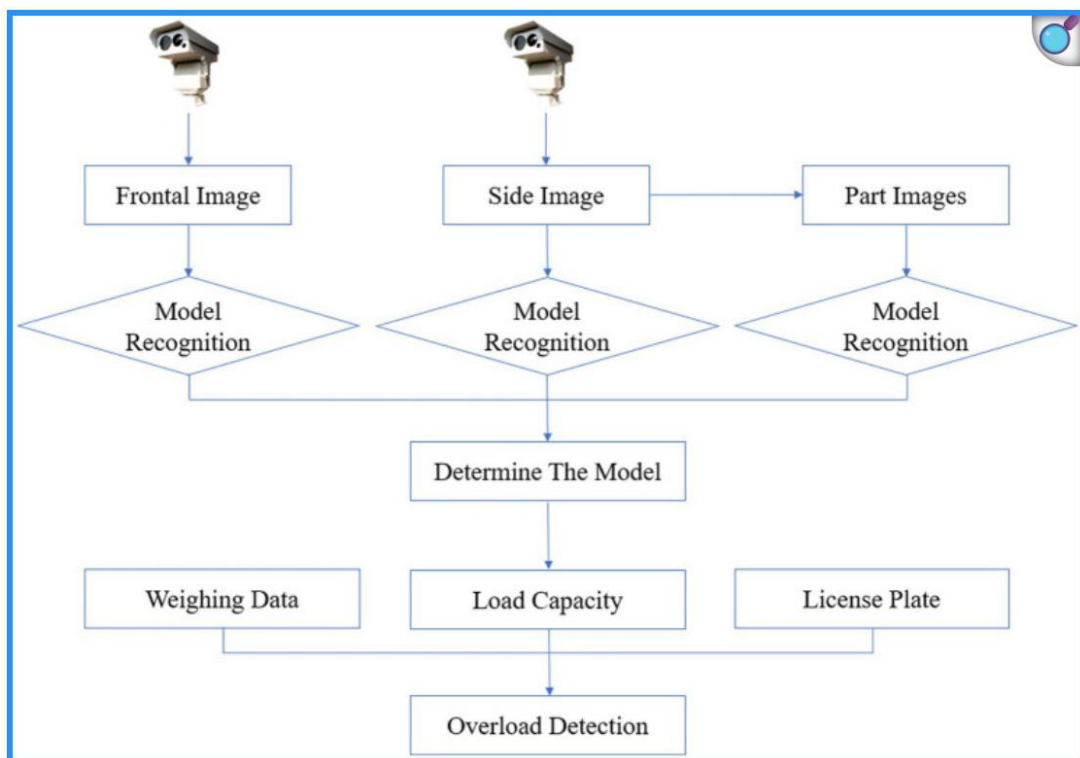 Frontal Image
Side Image
Part Images
Model
Recognition
Model
Recognition
Model
Recognition
Determine The Model
Weighing Data
Load Capacity
License Plate
Overload Detection